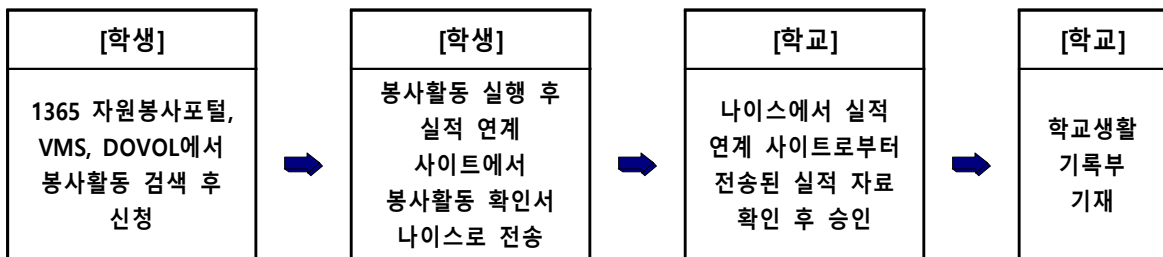 [학생]
1365 자원봉사포털,
VMS, DOVOL에서
봉사활동 검색 후
신청
[학생]
봉사활동 실행 후
실적 연계
사이트에서
봉사활동 확인서
나이스로 전송
[학교]
나이스에서 실적
연계 사이트로부터
전송된 실적 자료
확인 후 승인
[학교]
학교생활
기록부
기재